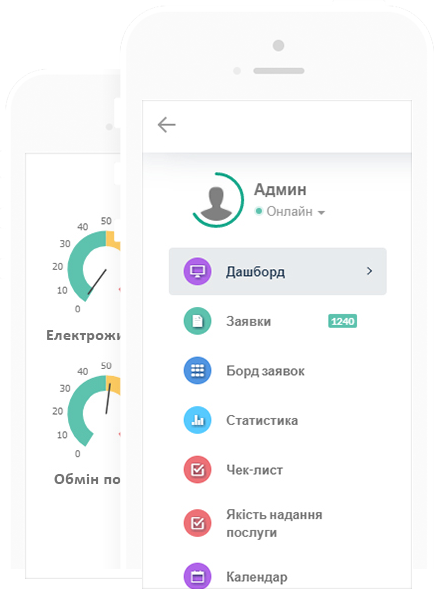 Админ
Онлайн
Дашборд
Заявки 1240
Борд заявок
Статистика
Чек-лист
Якість надання
послуги
Календар
50
40
30
20
10
0
Електрожи
50
40
30
20
10
0
Обмін по